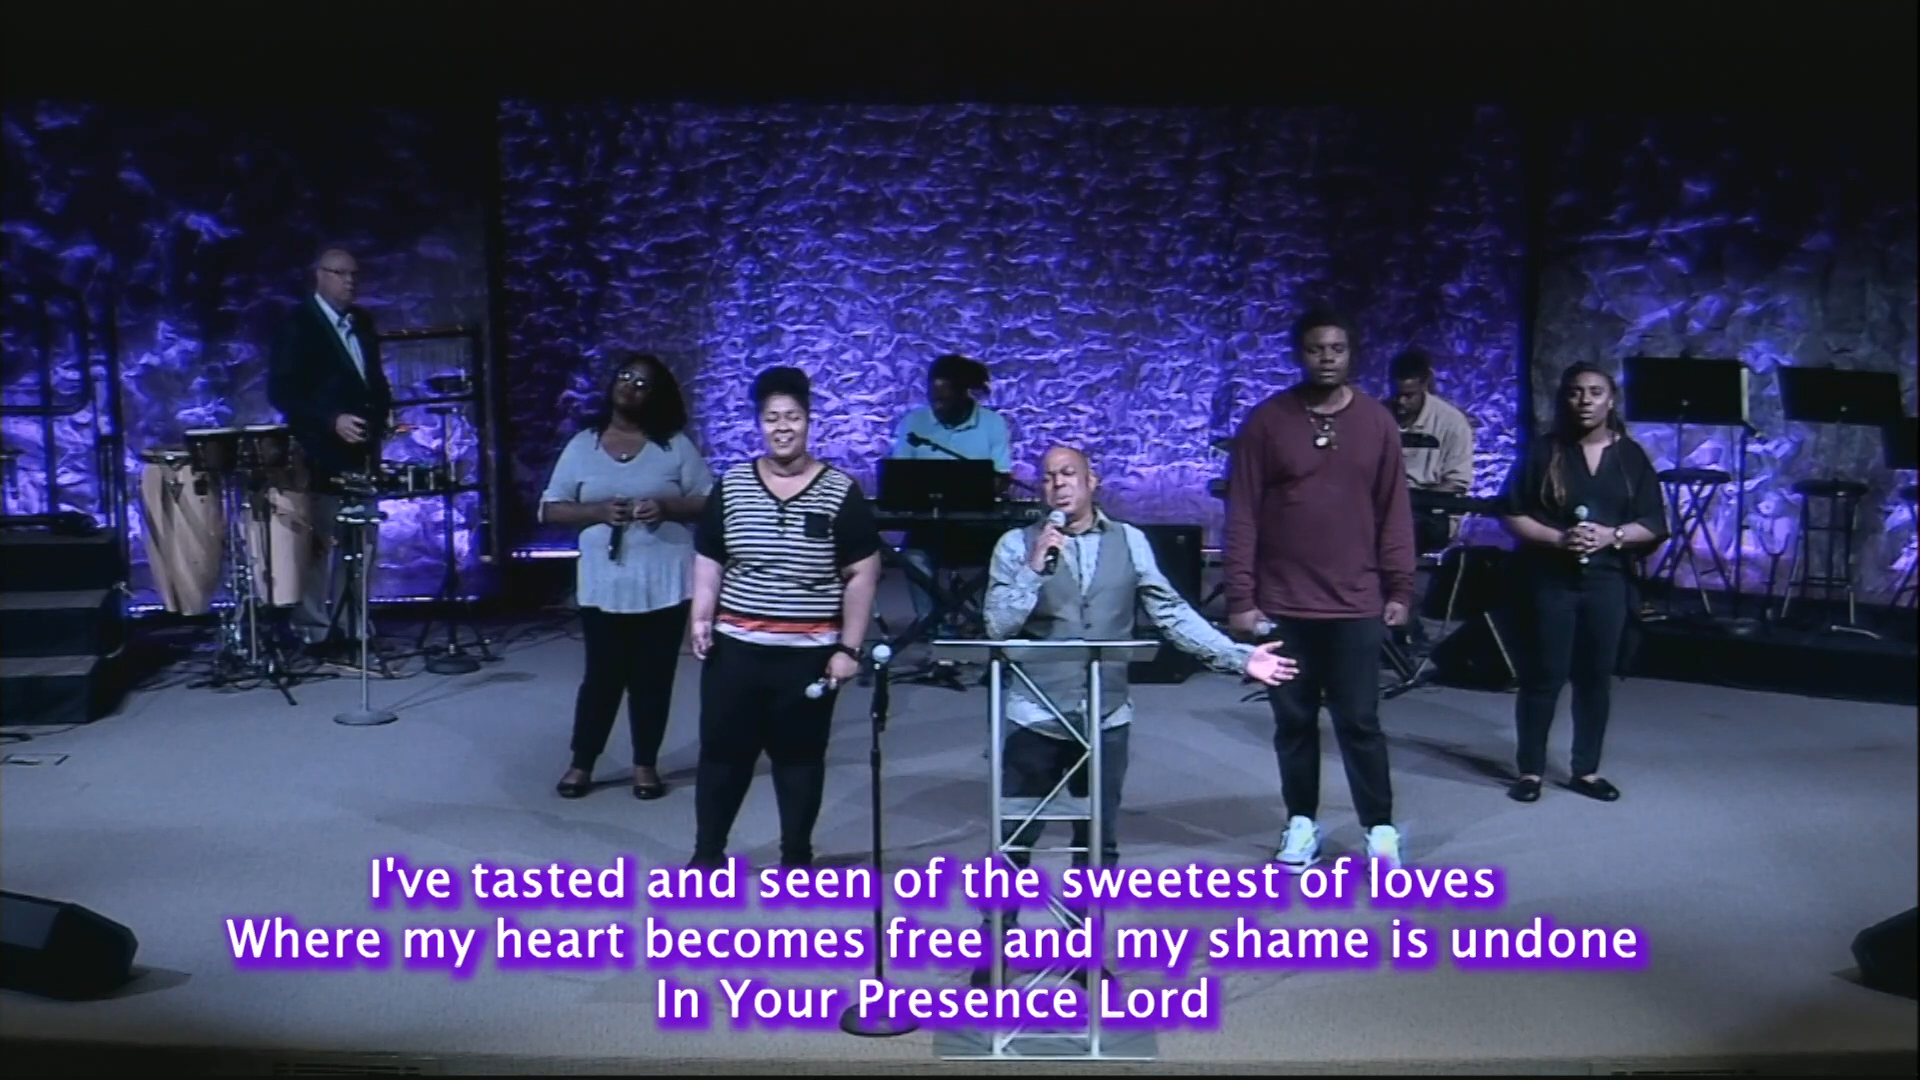 I've tasted and seen of the sweetest of loves
Where my heart becomes free and my shame is undone
In Your Presence Lord